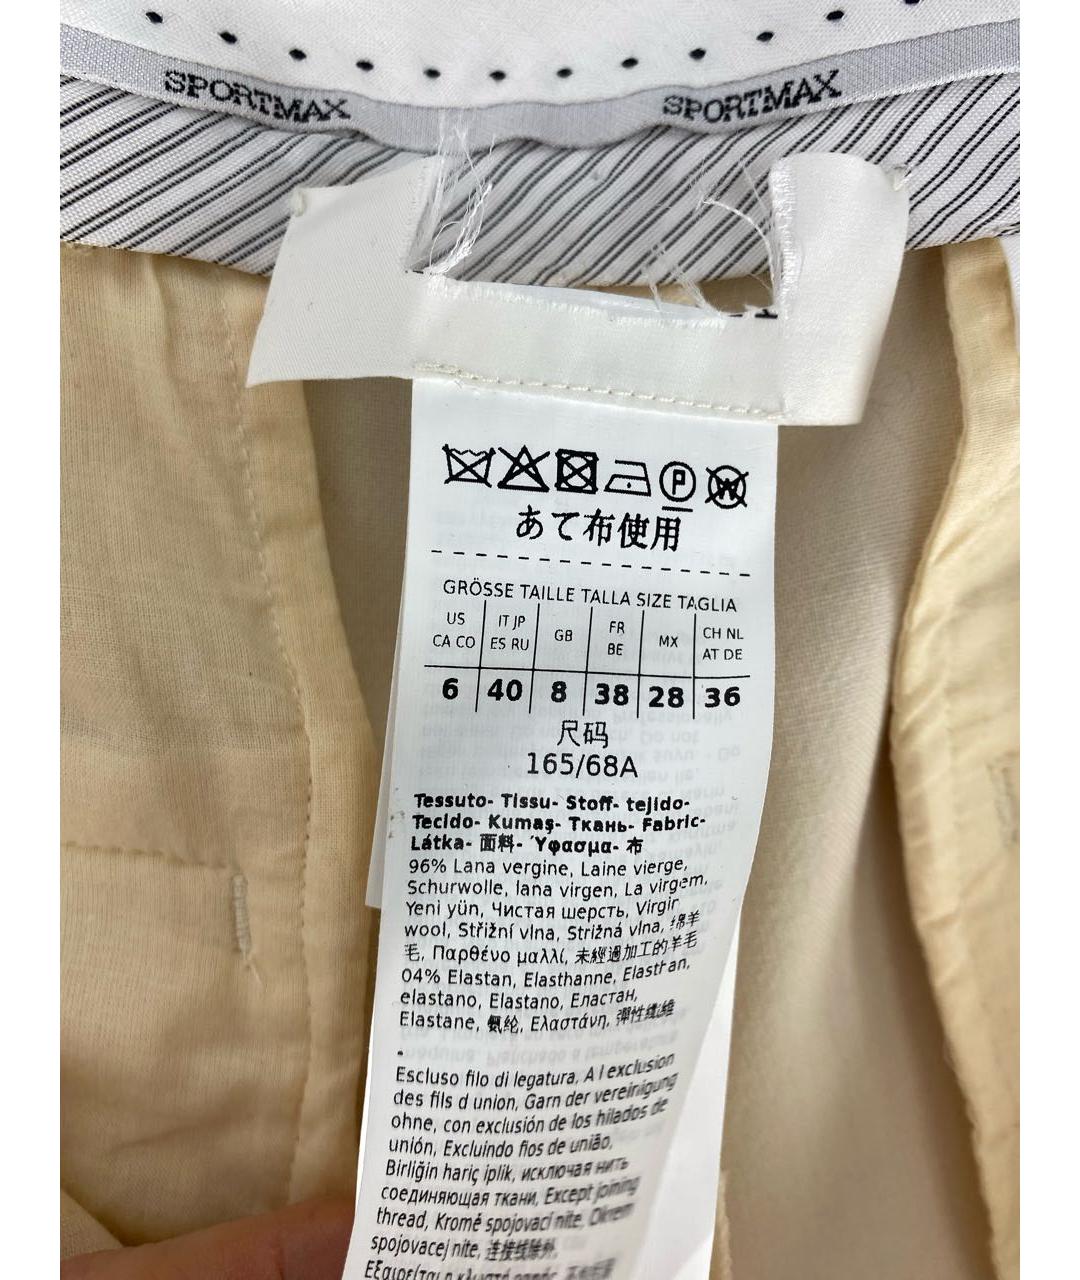 SPORTMAX SPORTMAX
あて布使用
GRÖSSE TAILLE TALLA SIZE TAGLIA
US IT JP GB FR MX CH NL
CA CO ES RU BE AT DE
6 40 8 38 28 36
尺码
165/68A
Tessuto- Tissu- Stoff- tejido-
Tecido- Kumaş- Ткань- Fabric-
Látka- 面料- Ύφασμα- 布
96% Lana vergine, Laine vierge,
Schurwolle, lana virgen, La virgem,
Yeni yün, Чистая шерсть, Virgin
wool, Střižní vlna, Strižná vlna, 绵羊
毛, Παρθένο μαλλί, 未經過加工的羊毛
04% Elastan, Elasthanne, Elasthan,
elastano, Elastano, Еластан,
Elastane, 氨纶, Ελαστάνη, 彈性纖維
.
Escluso filo di legatura, A l exclusion
des fils d union, Garn der vereinigung
ohne, con exclusión de los hilados de
unión, Excluindo fios de união,
Birliğin hariç iplik, исключая нить
соединяющая ткани, Except joining
thread, Kromě spojovací nite, Okrem
spojovacej nite, 连接线除外,
Εξαιρείται η κλωστή